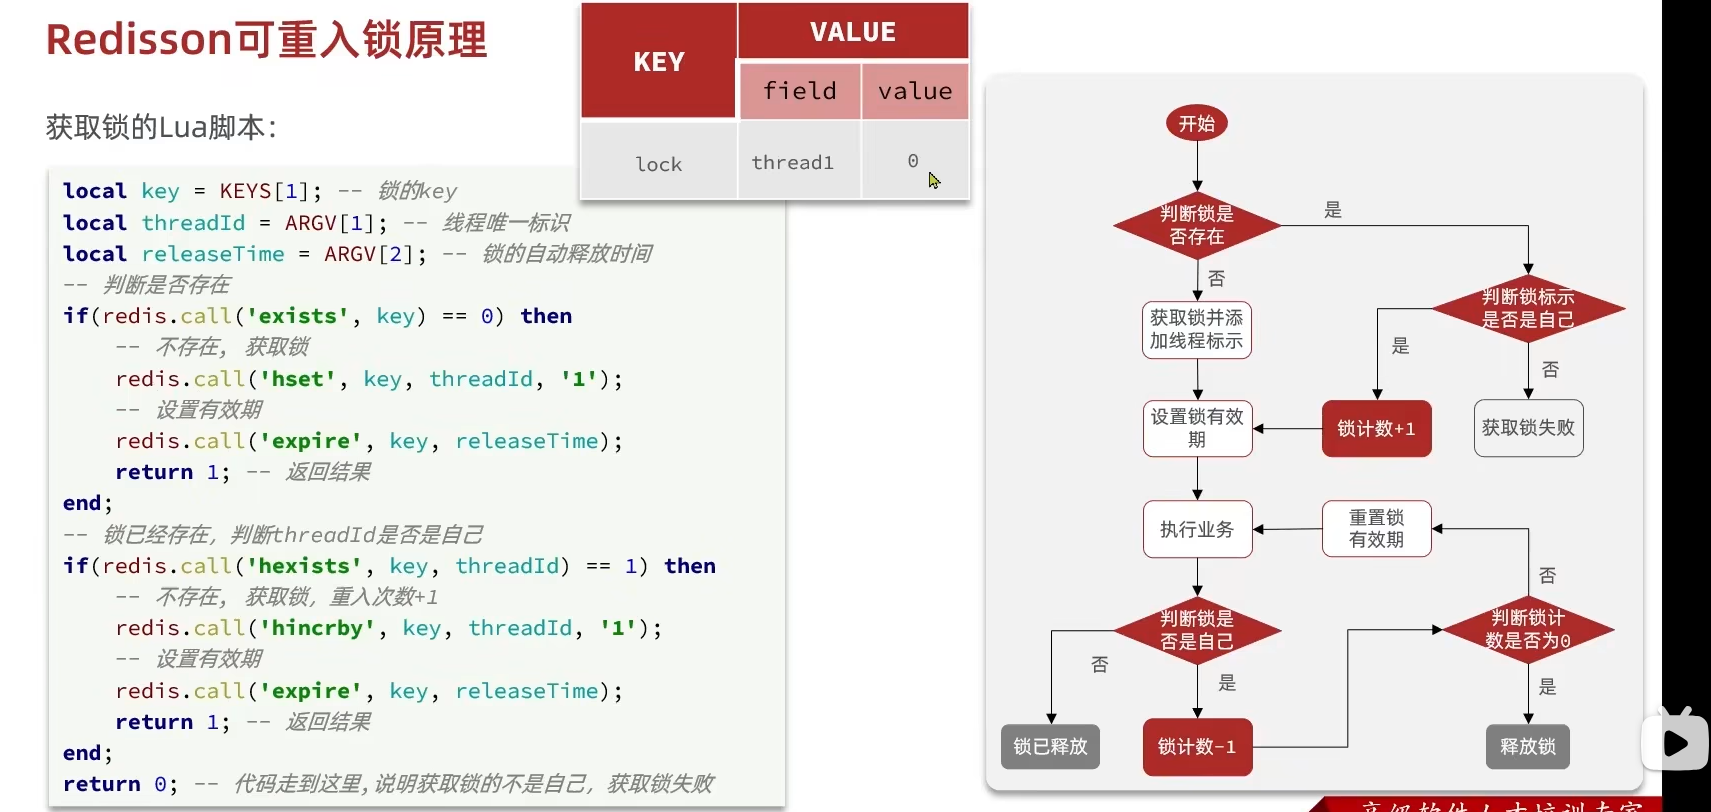 Redisson可重入锁原理
获取锁的Lua脚本：
KEY
VALUE
field value
lock thread1 0
local key = KEYS[1]; -- 锁的key
local threadId = ARGV[1]; -- 线程唯一标识
local releaseTime = ARGV[2]; -- 锁的自动释放时间
-- 判断是否存在
if(redis.call('exists', key) == 0) then
-- 不存在, 获取锁
redis.call('hset', key, threadId, '1');
-- 设置有效期
redis.call('expire', key, releaseTime);
return 1; -- 返回结果
end;
-- 锁已经存在，判断threadId是否是自己
if(redis.call('hexists', key, threadId) == 1) then
-- 不存在, 获取锁，重入次数+1
redis.call('hincrby', key, threadId, '1');
-- 设置有效期
redis.call('expire', key, releaseTime);
return 1; -- 返回结果
end;
return 0; -- 代码走到这里,说明获取锁的不是自己，获取锁失败
开始
判断锁是
否存在
是
否
判断锁标示
是否是自己
获取锁并添
加线程标示
是
否
设置锁有效
期
锁计数+1
获取锁失败
执行业务
重置锁
有效期
否
判断锁是
否是自己
判断锁计
数是否为0
否
是
是
锁已释放
锁计数-1
释放锁
高级软件人才培训专家